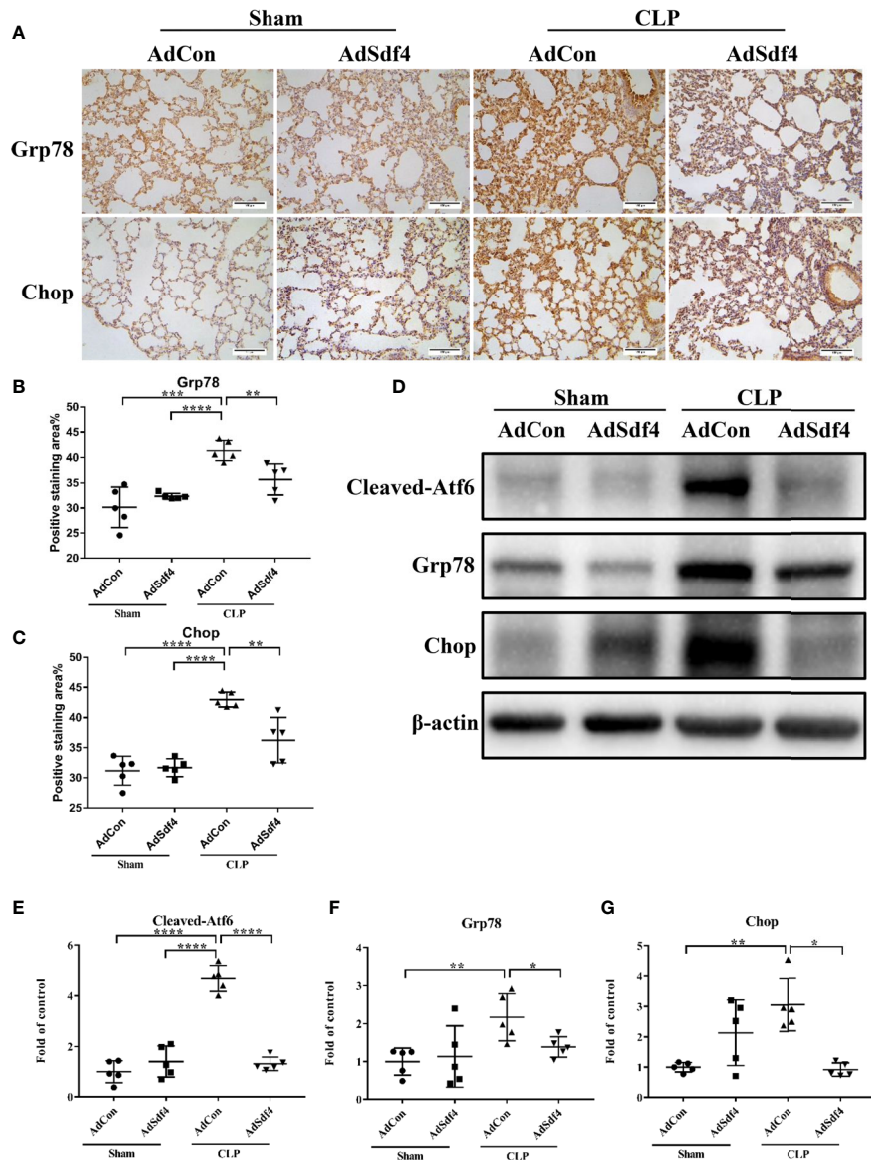 A
Sham CLP
AdCon AdSdf4 AdCon AdSdf4
Grp78
Chop
B
Grp78
*** **
****
Positive staining area%
50
45
40
35
30
25
20
AdCon AdSdf4 AdCon AdSdf4
Sham CLP
C
Chop
**** **
****
Positive staining area%
50
45
40
35
30
25
AdCon AdSdf4 AdCon AdSdf4
Sham CLP
D
Sham CLP
AdCon AdSdf4 AdCon AdSdf4
Cleaved-Atf6
Grp78
Chop
β-actin
E
Cleaved-Atf6
**** ****
****
Fold of control
6
4
2
0
AdCon AdSdf4 AdCon AdSdf4
Sham CLP
F
Grp78
** *
Fold of control
4
3
2
1
0
AdCon AdSdf4 AdCon AdSdf4
Sham CLP
G
Chop
** *
Fold of control
5
4
3
2
1
0
AdCon AdSdf4 AdCor AdSdf4
Sham CLP